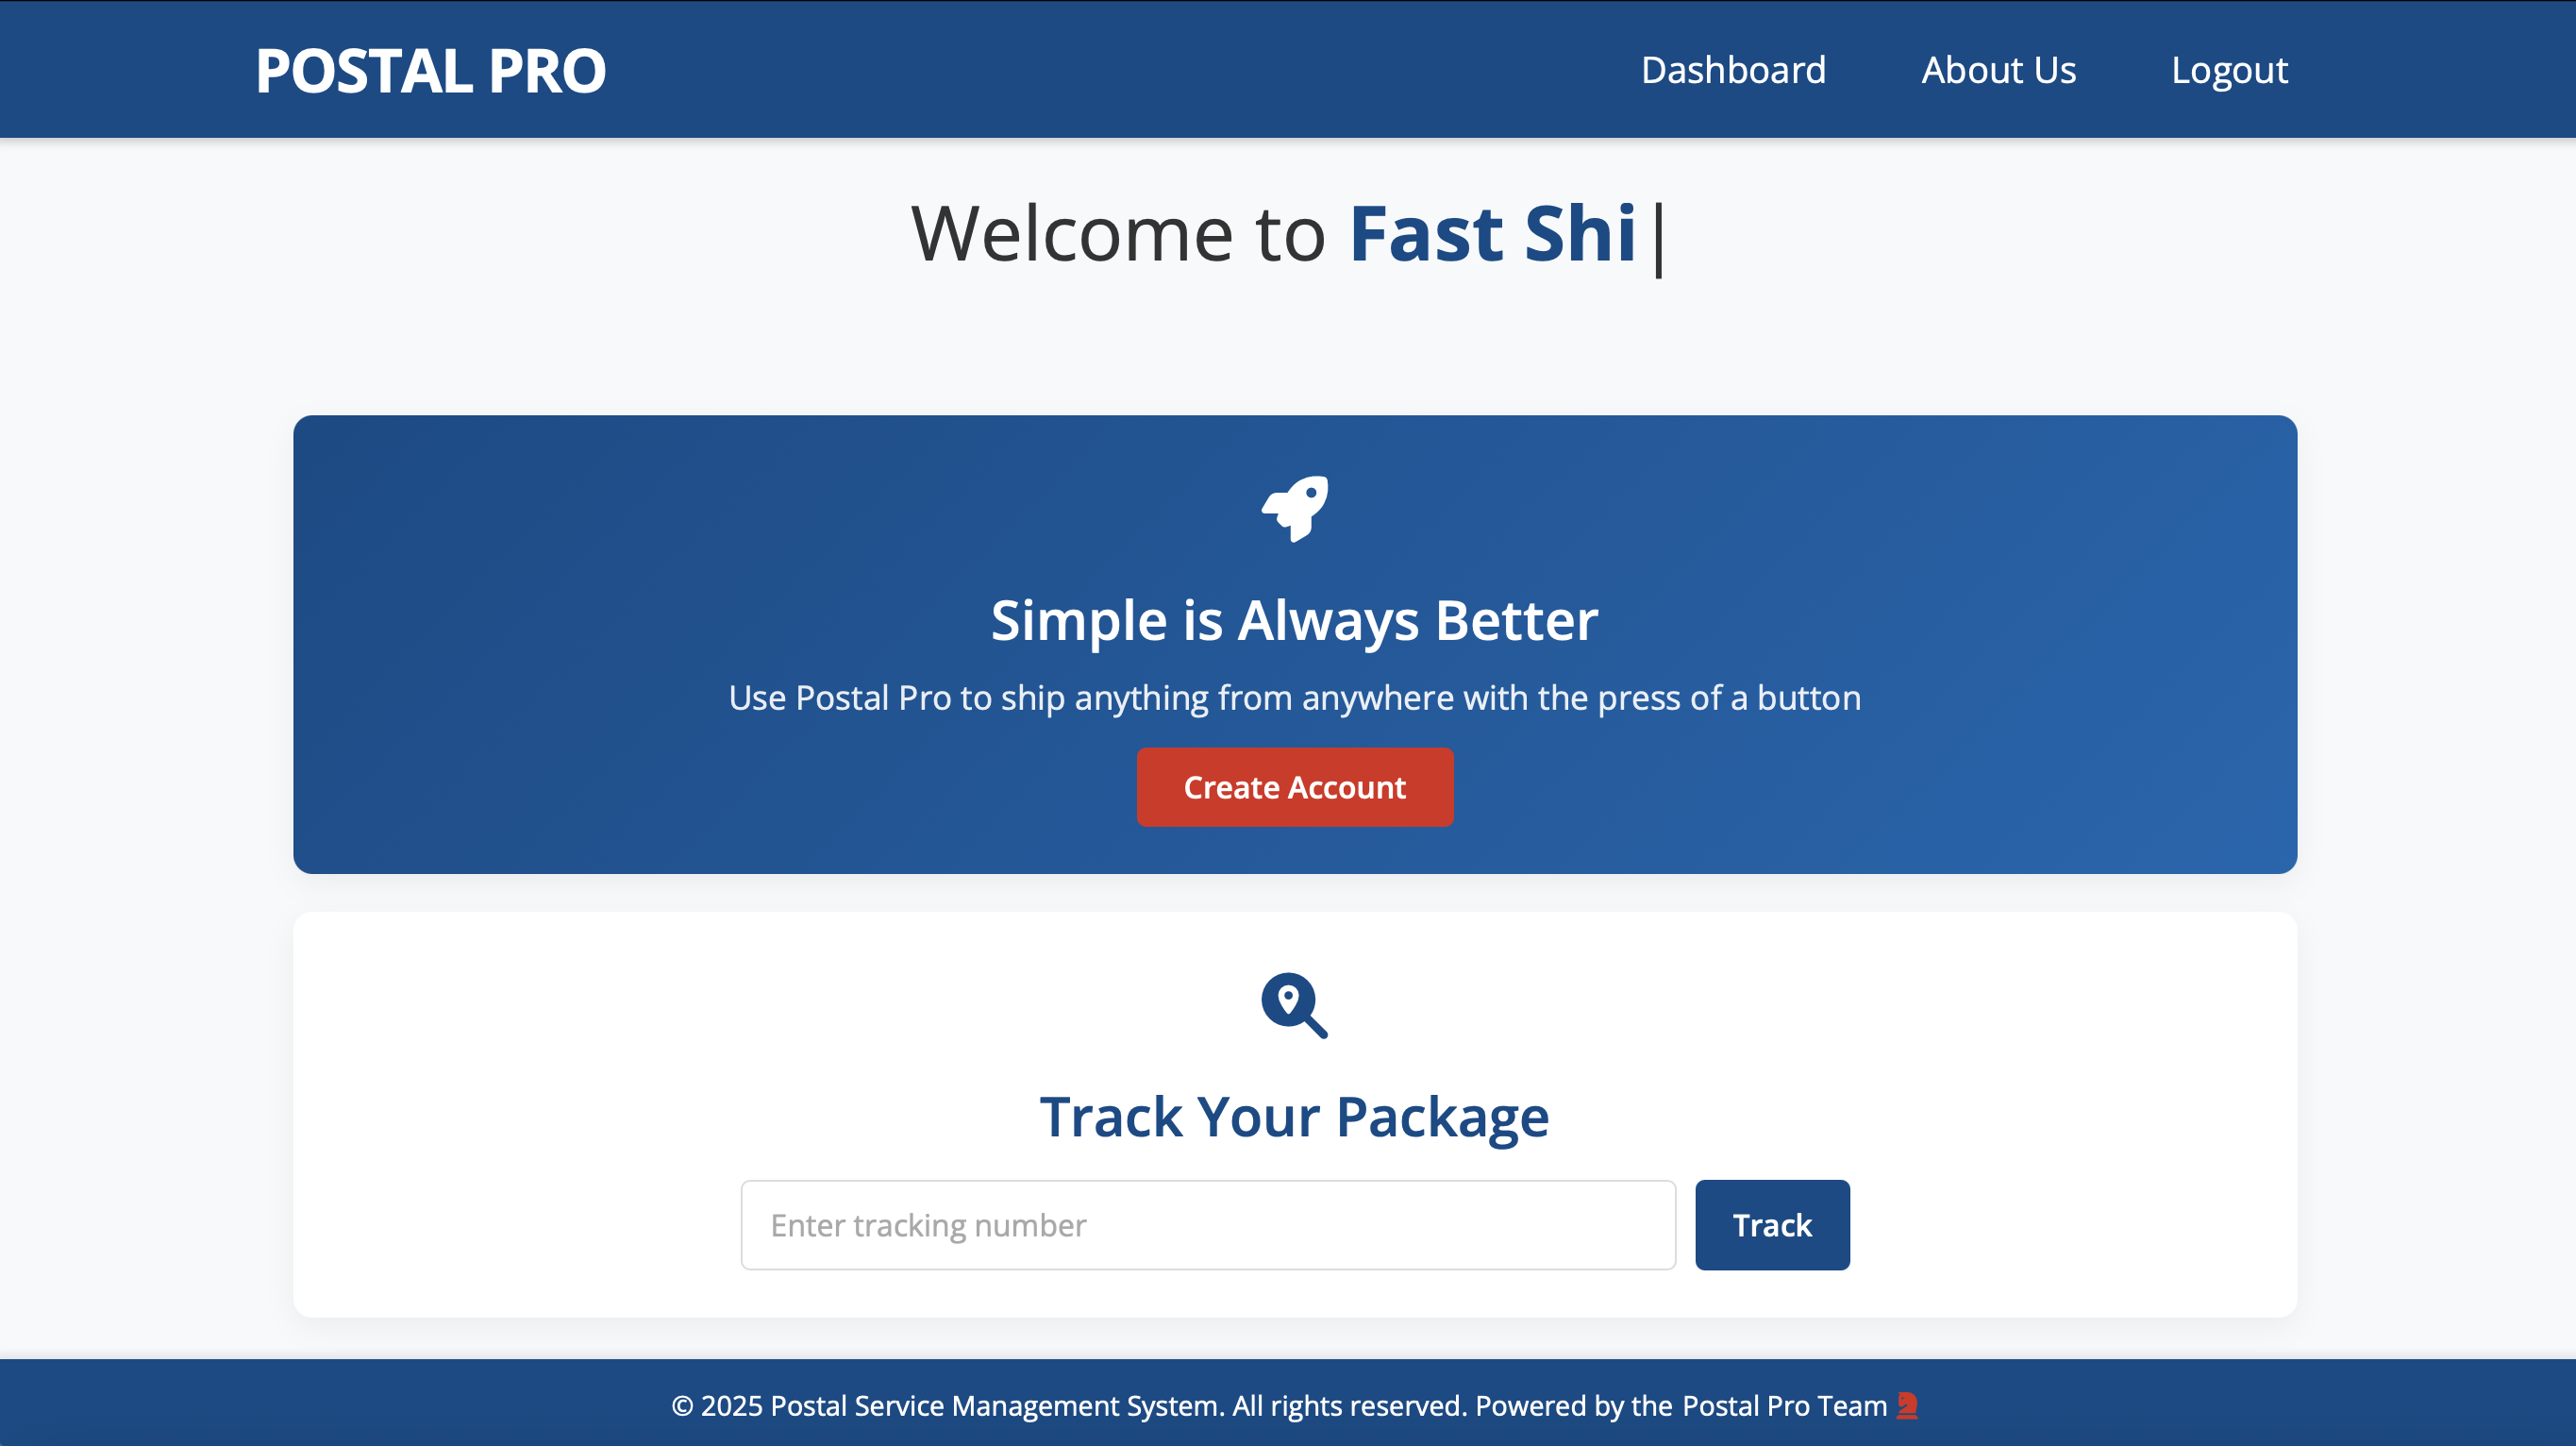 POSTAL PRO
Dashboard
About Us
Logout
Welcome to Fast Shi|
Simple is Always Better
Use Postal Pro to ship anything from anywhere with the press of a button
Create Account
Track Your Package
Enter tracking number
Track
© 2025 Postal Service Management System. All rights reserved. Powered by the Postal Pro Team